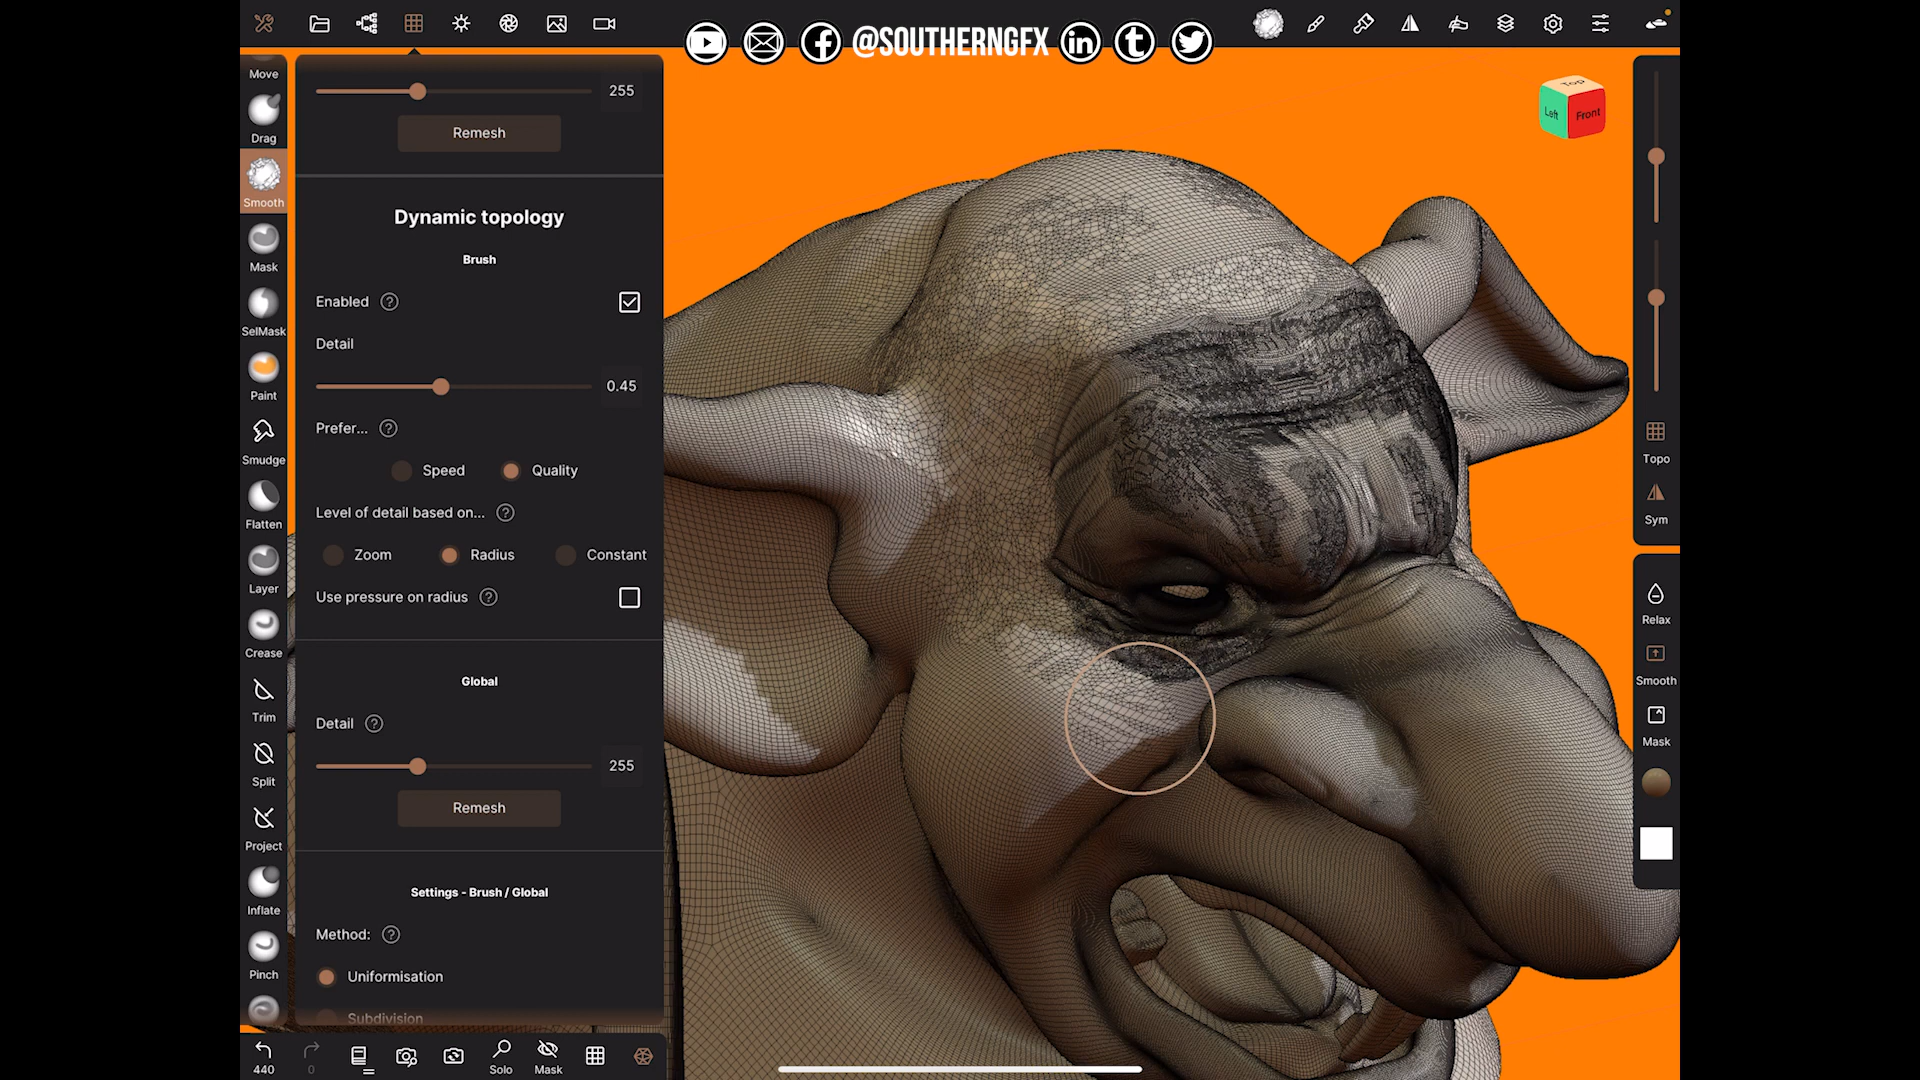 @SOUTHERNGFX
Move
Drag
Smooth
Mask
SelMask
Paint
Smudge
Flatten
Layer
Crease
Trim
Split
Project
Inflate
Pinch
255
Remesh
Dynamic topology
Brush
Enabled ?
Detail
0.45
Prefer... ?
Speed Quality
Level of detail based on... ?
Zoom Radius Constant
Use pressure on radius ?
Global
Detail ?
255
Remesh
Settings - Brush / Global
Method: ?
Uniformisation
Subdivision
440
0
Solo
Mask
Top
Left Front
Topo
Sym
Relax
Smooth
Mask